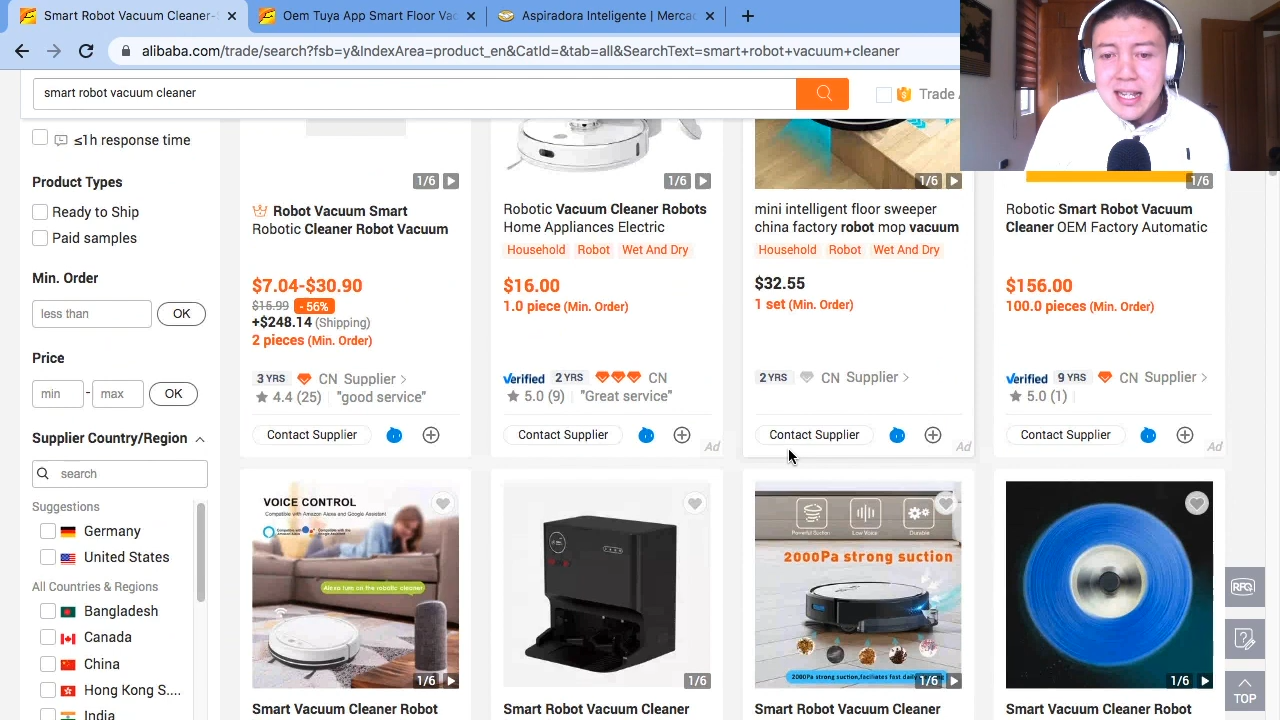 Smart Robot Vacuum Cleaner-
Oem Tuya App Smart Floor Vac
Aspiradora Inteligente | Merca
alibaba.com/trade/search?fsb=y&IndexArea=product_en&CatId=&tab=all&SearchText=smart+robot+vacuum+cleaner
smart robot vacuum cleaner
Trade
≤1h response time
Product Types
Ready to Ship
Paid samples
Min. Order
less than
OK
Price
min
-
max
OK
Supplier Country/Region
search
Suggestions
Germany
United States
All Countries & Regions
Bangladesh
Canada
China
Hong Kong S....
India
1/6
Robot Vacuum Smart
Robotic Cleaner Robot Vacuum
$7.04-$30.90
$15.99 - 56%
+$248.14 (Shipping)
2 pieces (Min. Order)
3 YRS CN Supplier >
4.4 (25) "good service"
Contact Supplier
1/6
Robotic Vacuum Cleaner Robots
Home Appliances Electric
Household Robot Wet And Dry
$16.00
1.0 piece (Min. Order)
Verified 2 YRS CN
5.0 (9) "Great service"
Contact Supplier
Ad
1/6
mini intelligent floor sweeper
china factory robot mop vacuum
Household Robot Wet And Dry
$32.55
1 set (Min. Order)
2 YRS CN Supplier >
Contact Supplier
Ad
1/6
Robotic Smart Robot Vacuum
Cleaner OEM Factory Automatic
$156.00
100.0 pieces (Min. Order)
Verified 9 YRS CN Supplier >
5.0 (1)
Contact Supplier
Ad
VOICE CONTROL
Compatible with Amazon Alexa and Google Assistant
Alexa turn on the robotic cleaner
1/6
Smart Vacuum Cleaner Robot
1/6
Smart Robot Vacuum Cleaner
Powerful Suction
Low Voice
Durable
2000Pa strong suction
1/6
Smart Robot Vacuum Cleaner
1/6
Smart Vacuum Cleaner Robot
RFQ
TOP